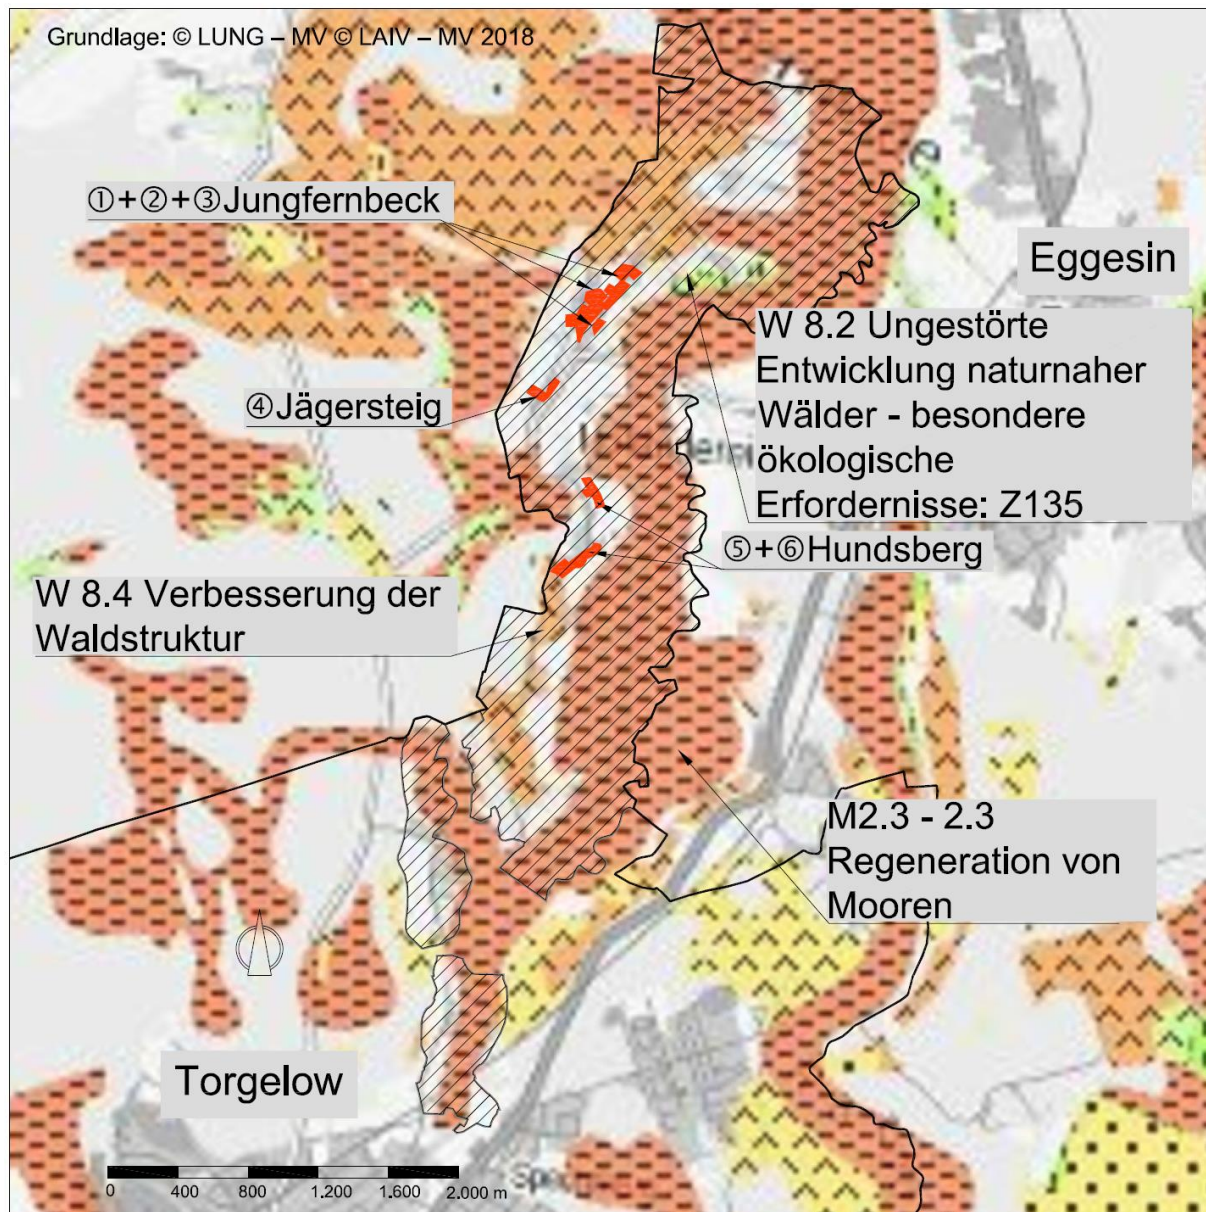 Grundlage: © LUNG – MV © LAIV – MV 2018
①+②+③Jungfernbeck
Eggesin
W 8.2 Ungestörte
Entwicklung naturnaher
Wälder - besondere
ökologische
Erfordernisse: Z135
④Jägersteig
⑤+⑥Hundsberg
W 8.4 Verbesserung der
Waldstruktur
M2.3 - 2.3
Regeneration von
Mooren
Torgelow
0 400 800 1.200 1.600 2.000 m